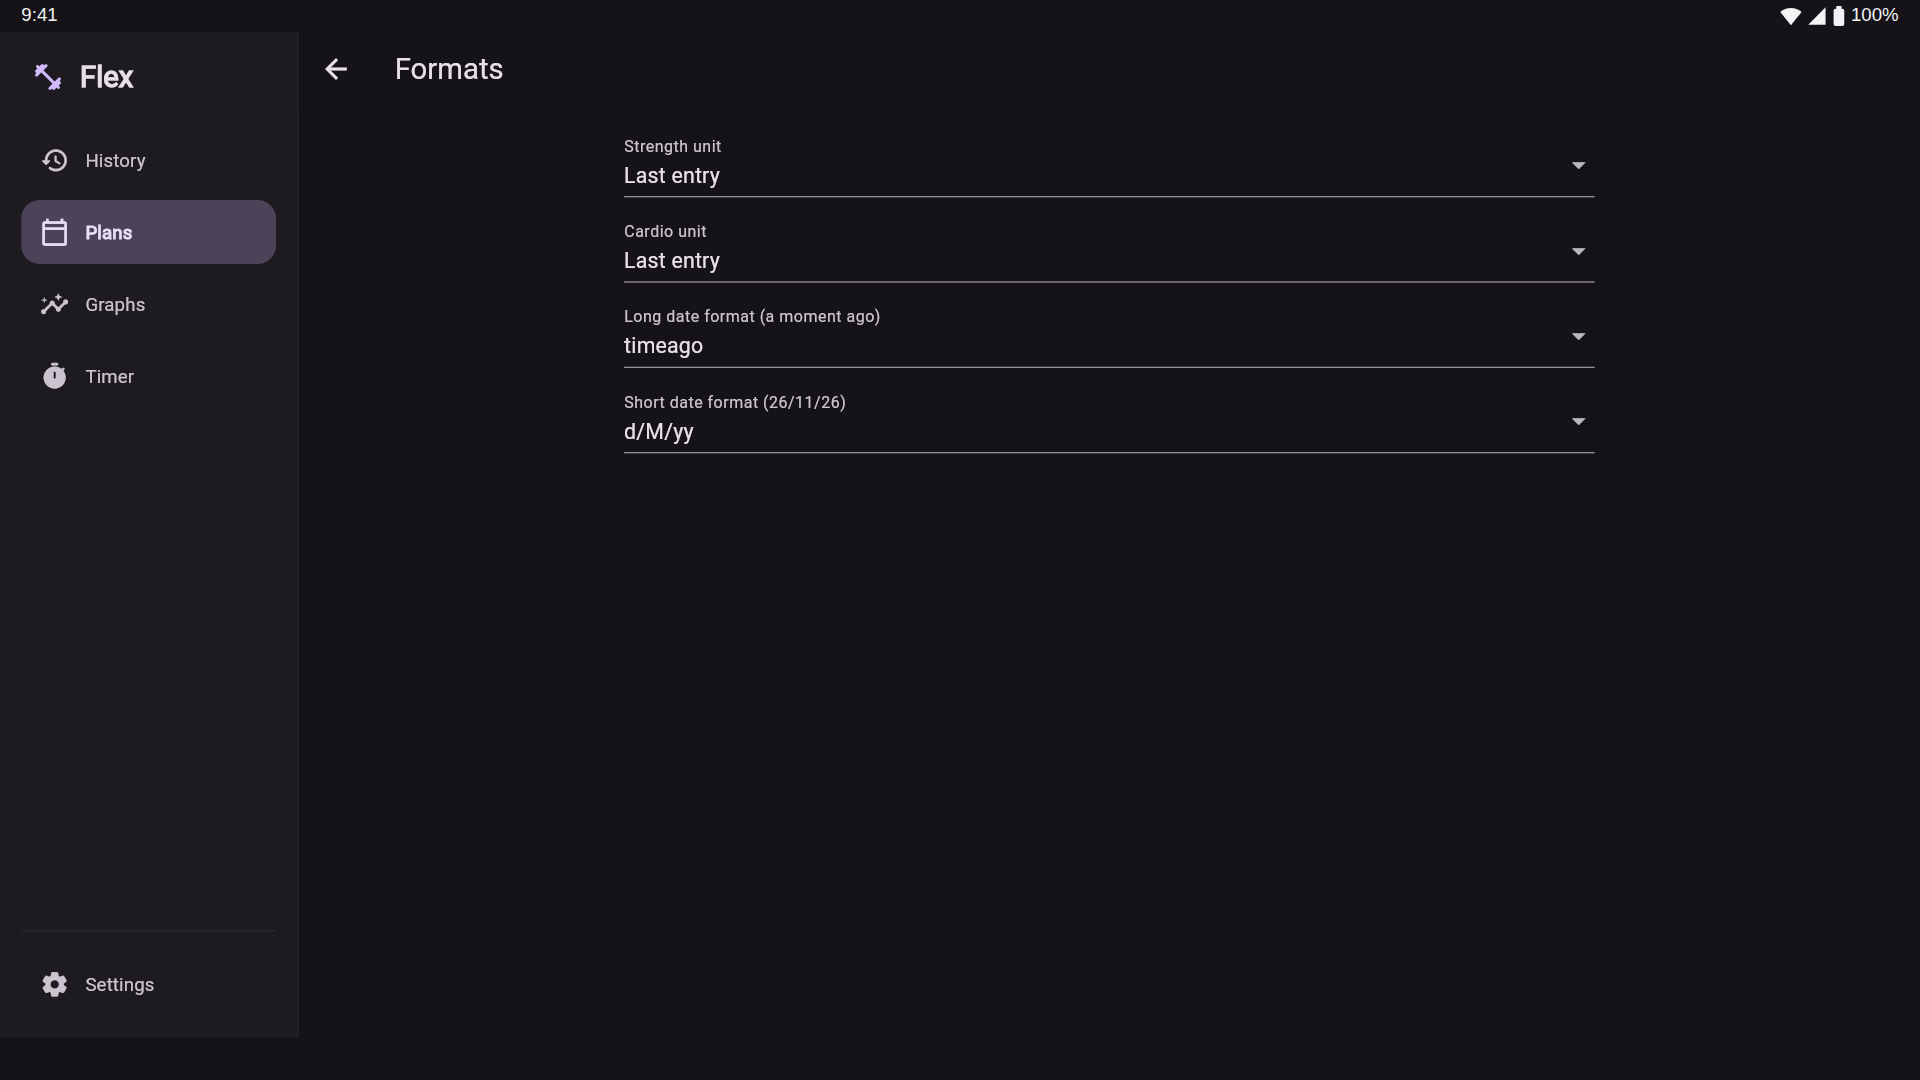 9:41
100%
Flex
Formats
History
Plans
Graphs
Timer
Settings
Strength unit
Last entry
Cardio unit
Last entry
Long date format (a moment ago)
timeago
Short date format (26/11/26)
d/M/yy